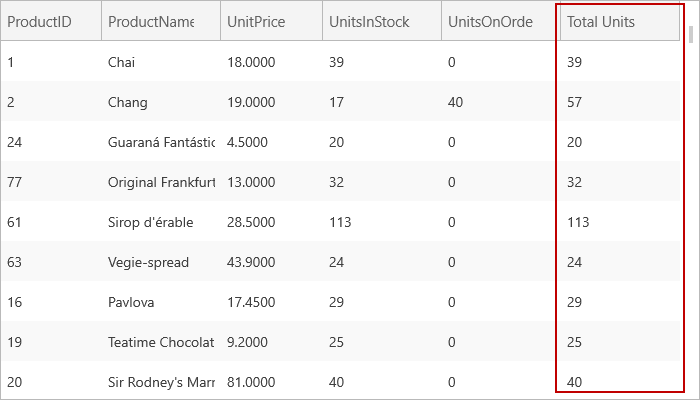 ProductID ProductName UnitPrice UnitsInStock UnitsOnOrde Total Units
1 Chai 18.0000 39 0 39
2 Chang 19.0000 17 40 57
24 Guaraná Fantástic 4.5000 20 0 20
77 Original Frankfurt 13.0000 32 0 32
61 Sirop d'érable 28.5000 113 0 113
63 Vegie-spread 43.9000 24 0 24
16 Pavlova 17.4500 29 0 29
19 Teatime Chocolat 9.2000 25 0 25
20 Sir Rodney's Marr 81.0000 40 0 40